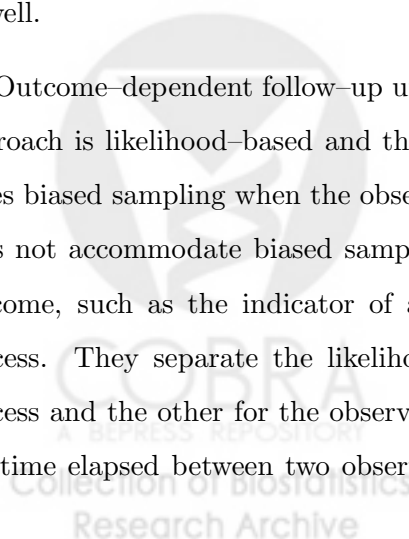 vell.
Outcome–dependent follow–up u
roach is likelihood–based and th
es biased sampling when the obse
s not accommodate biased samp
come, such as the indicator of a
cess. They separate the likeliho
cess and the other for the observ
time elapsed between two obser
COBRA
A BEPRESS REPOSITORY
Collection of Biostatistics
Research Archive